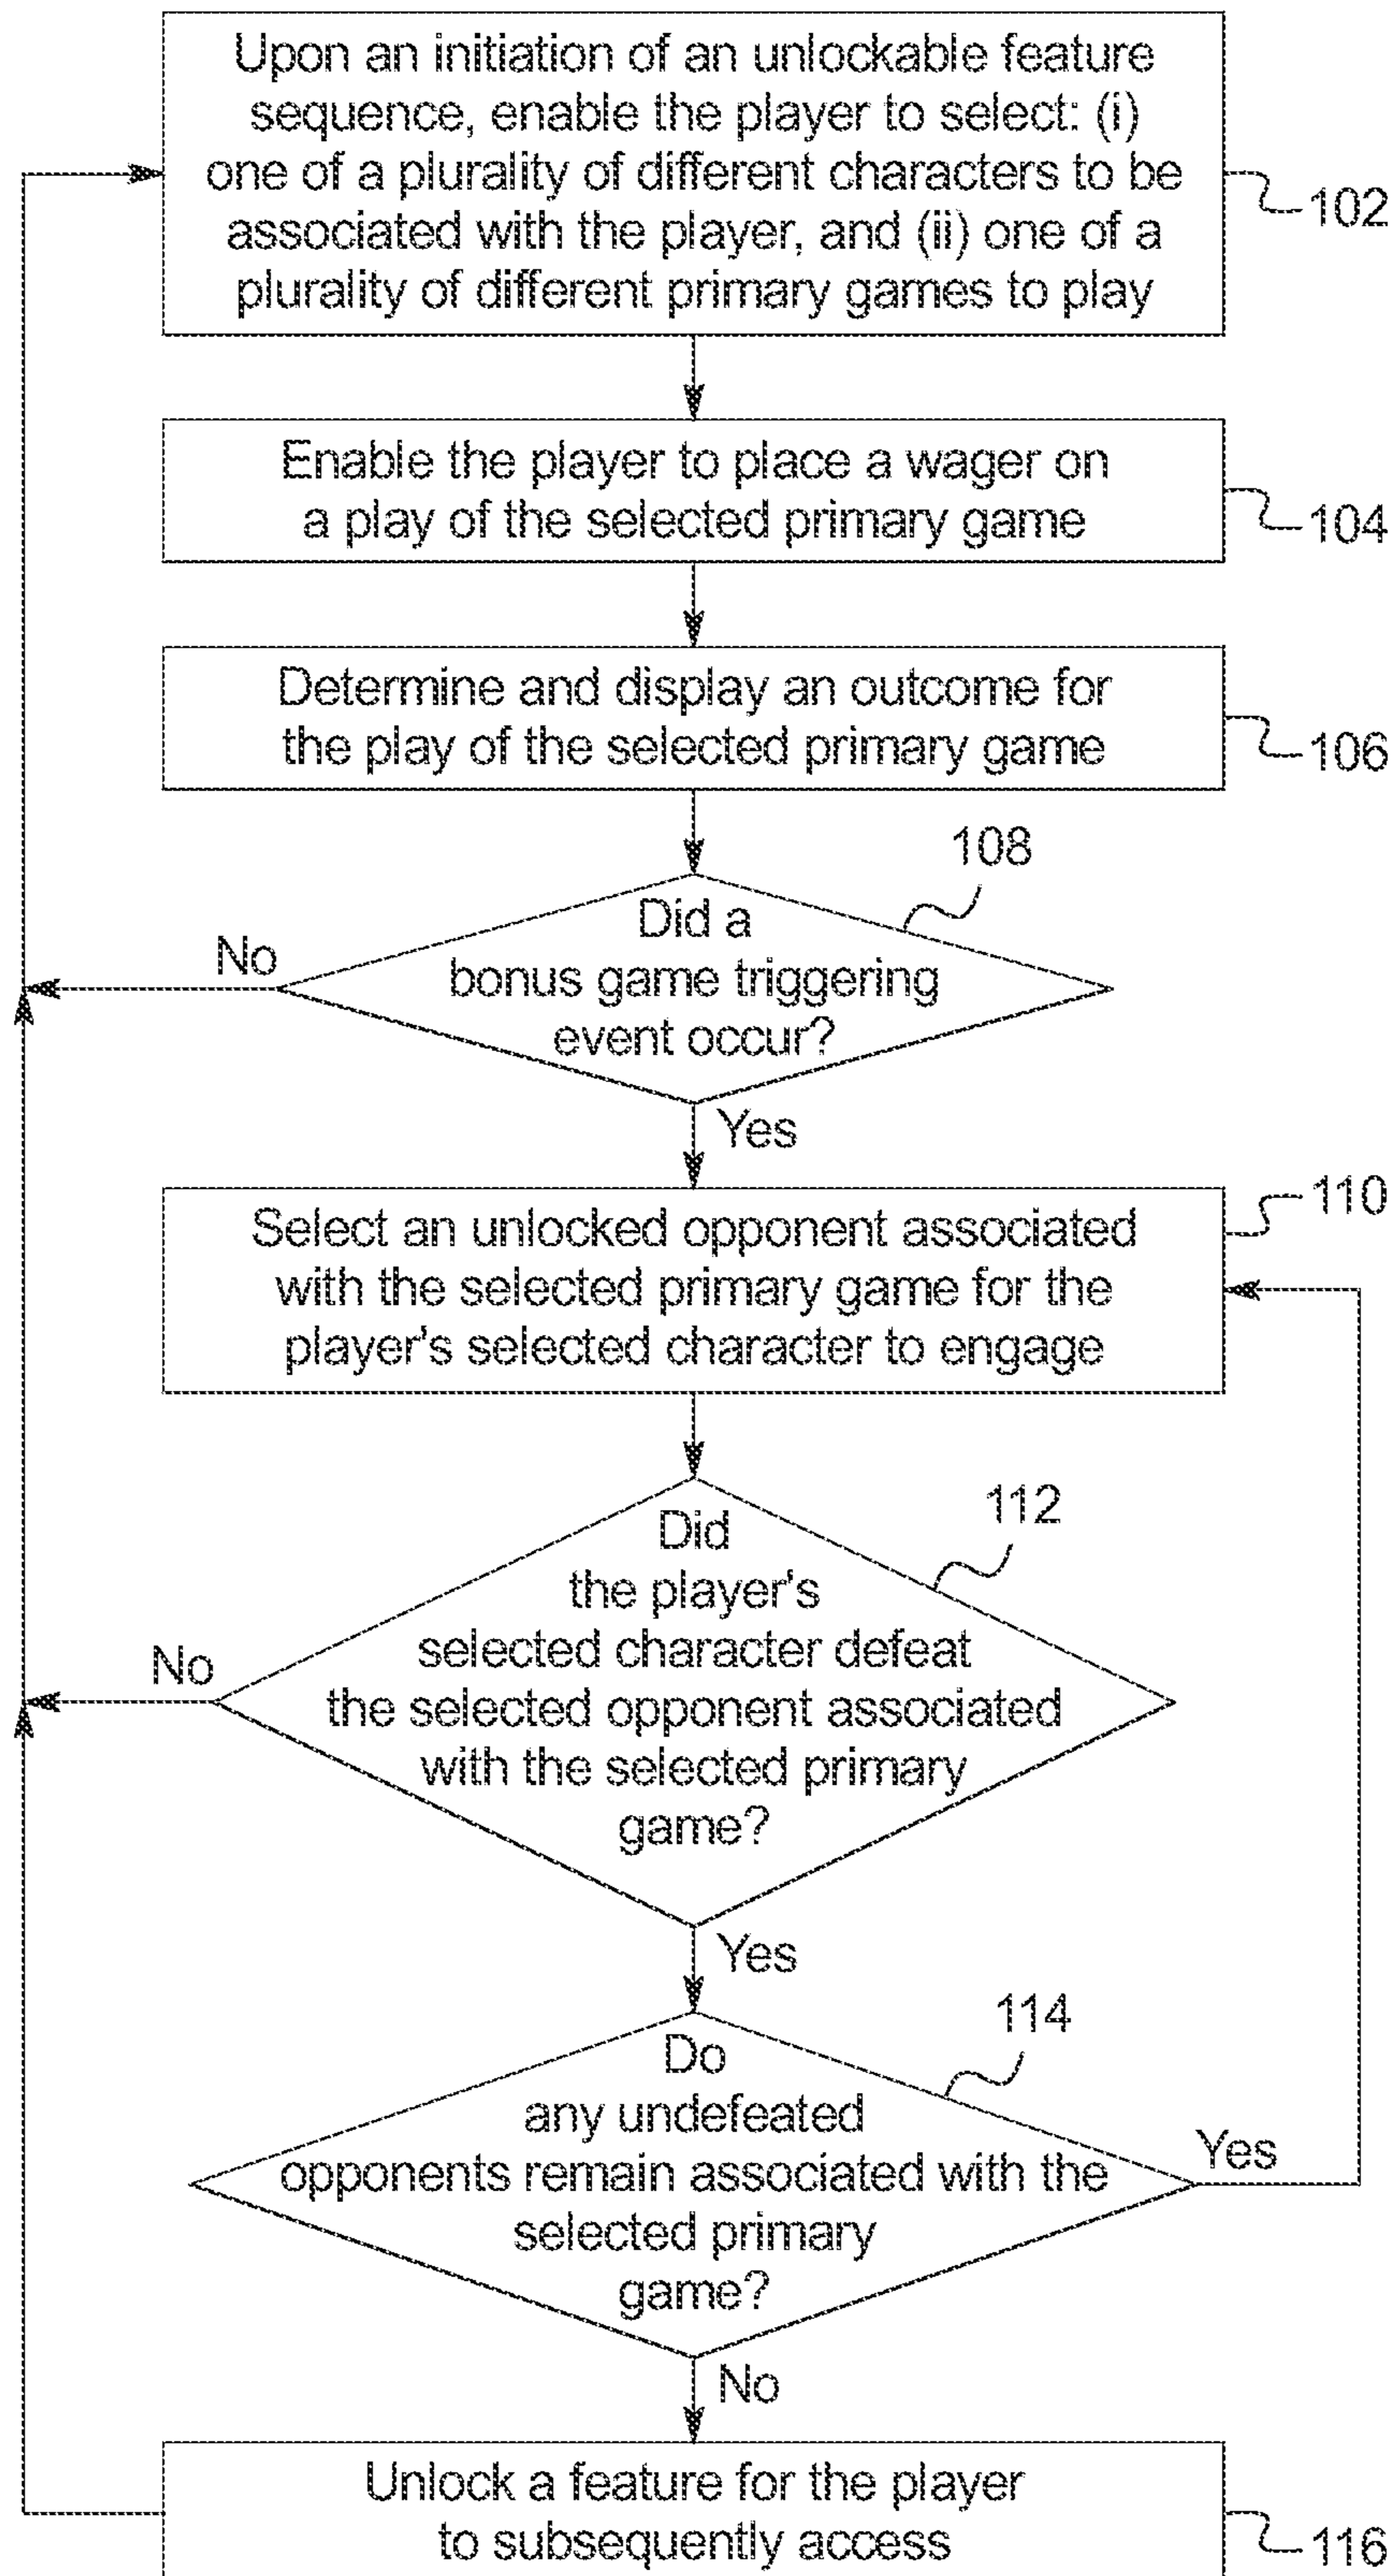 Upon an initiation of an unlockable feature
sequence, enable the player to select: (i)
one of a plurality of different characters to be
associated with the player, and (ii) one of a
plurality of different primary games to play
102
Enable the player to place a wager on
a play of the selected primary game
104
Determine and display an outcome for
the play of the selected primary game
106
108
Did a
bonus game triggering
event occur?
No
Yes
110
Select an unlocked opponent associated
with the selected primary game for the
player's selected character to engage
112
Did
the player's
selected character defeat
the selected opponent associated
with the selected primary
game?
No
Yes
114
Do
any undefeated
opponents remain associated with the
selected primary
game?
Yes
No
Unlock a feature for the player
to subsequently access
116